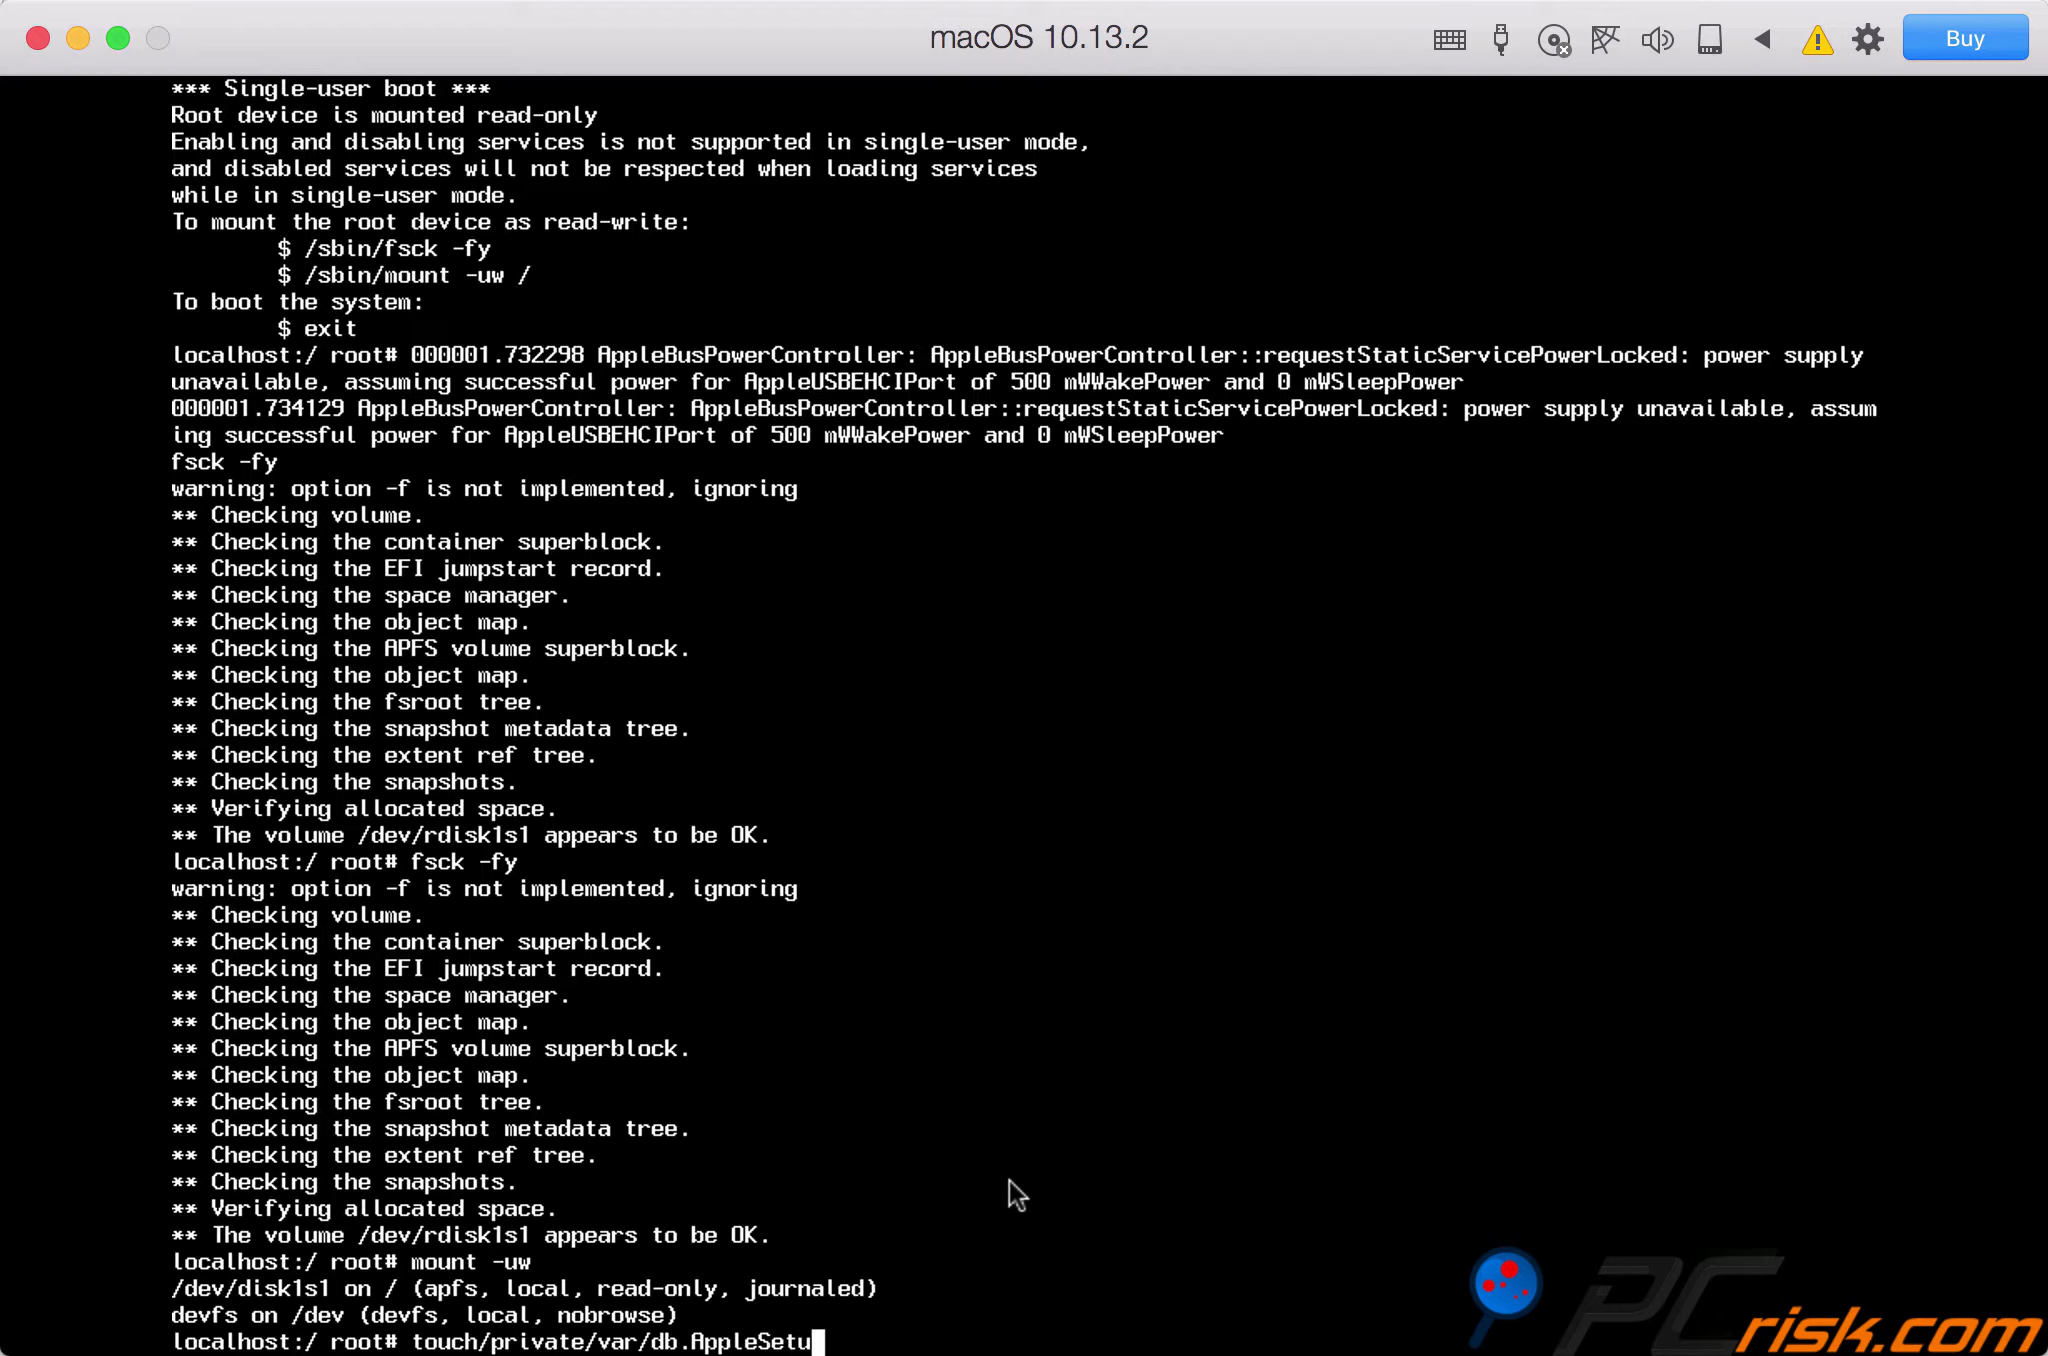 macOS 10.13.2
Buy
*** Single-user boot ***
Root device is mounted read-only
Enabling and disabling services is not supported in single-user mode,
and disabled services will not be respected when loading services
while in single-user mode.
To mount the root device as read-write:
$ /sbin/fsck -fy
$ /sbin/mount -uw /
To boot the system:
$ exit
localhost:/ root# 000001.732298 AppleBusPowerController: AppleBusPowerController::requestStaticServicePowerLocked: power supply
unavailable, assuming successful power for AppleUSBEHCIPort of 500 mWWakePower and 0 mWSleepPower
000001.734129 AppleBusPowerController: AppleBusPowerController::requestStaticServicePowerLocked: power supply unavailable, assum
ing successful power for AppleUSBEHCIPort of 500 mWWakePower and 0 mWSleepPower
fsck -fy
warning: option -f is not implemented, ignoring
** Checking volume.
** Checking the container superblock.
** Checking the EFI jumpstart record.
** Checking the space manager.
** Checking the object map.
** Checking the APFS volume superblock.
** Checking the object map.
** Checking the fsroot tree.
** Checking the snapshot metadata tree.
** Checking the extent ref tree.
** Checking the snapshots.
** Verifying allocated space.
** The volume /dev/rdisk1s1 appears to be OK.
localhost:/ root# fsck -fy
warning: option -f is not implemented, ignoring
** Checking volume.
** Checking the container superblock.
** Checking the EFI jumpstart record.
** Checking the space manager.
** Checking the object map.
** Checking the APFS volume superblock.
** Checking the object map.
** Checking the fsroot tree.
** Checking the snapshot metadata tree.
** Checking the extent ref tree.
** Checking the snapshots.
** Verifying allocated space.
** The volume /dev/rdisk1s1 appears to be OK.
localhost:/ root# mount -uw
/dev/disk1s1 on / (apfs, local, read-only, journaled)
devfs on /dev (devfs, local, nobrowse)
localhost:/ root# touch/private/var/db.AppleSetu
PCrisk.com